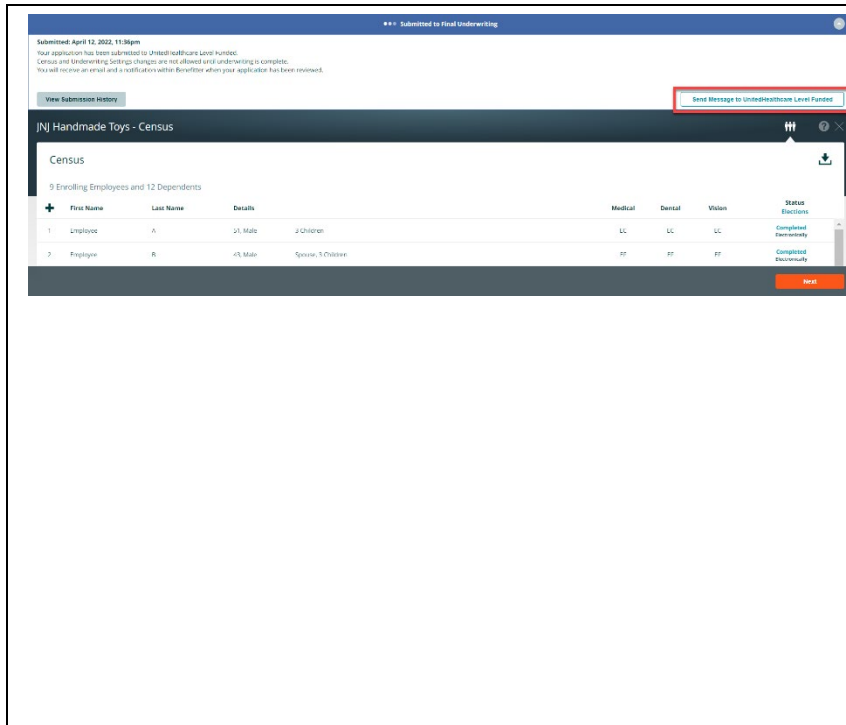 Submitted to Final Underwriting
Submitted: April 12, 2022, 11:36pm
Your application has been submitted to UnitedHealthcare Level Funded.
Census and Underwriting Settings changes are not allowed until underwriting is complete.
You will receive an email and a notification within Benefitter when your application has been reviewed.
View Submission History
Send Message to UnitedHealthcare Level Funded
JNJ Handmade Toys - Census
Census
9 Enrolling Employees and 12 Dependents
First Name Last Name Details Medical Dental Vision Status
Elections
1 Employee A 51, Male 3 Children EC EC EC Completed
Electronically
2 Employee B 43, Male Spouse, 3 Children EF EF EF Completed
Electronically
Next